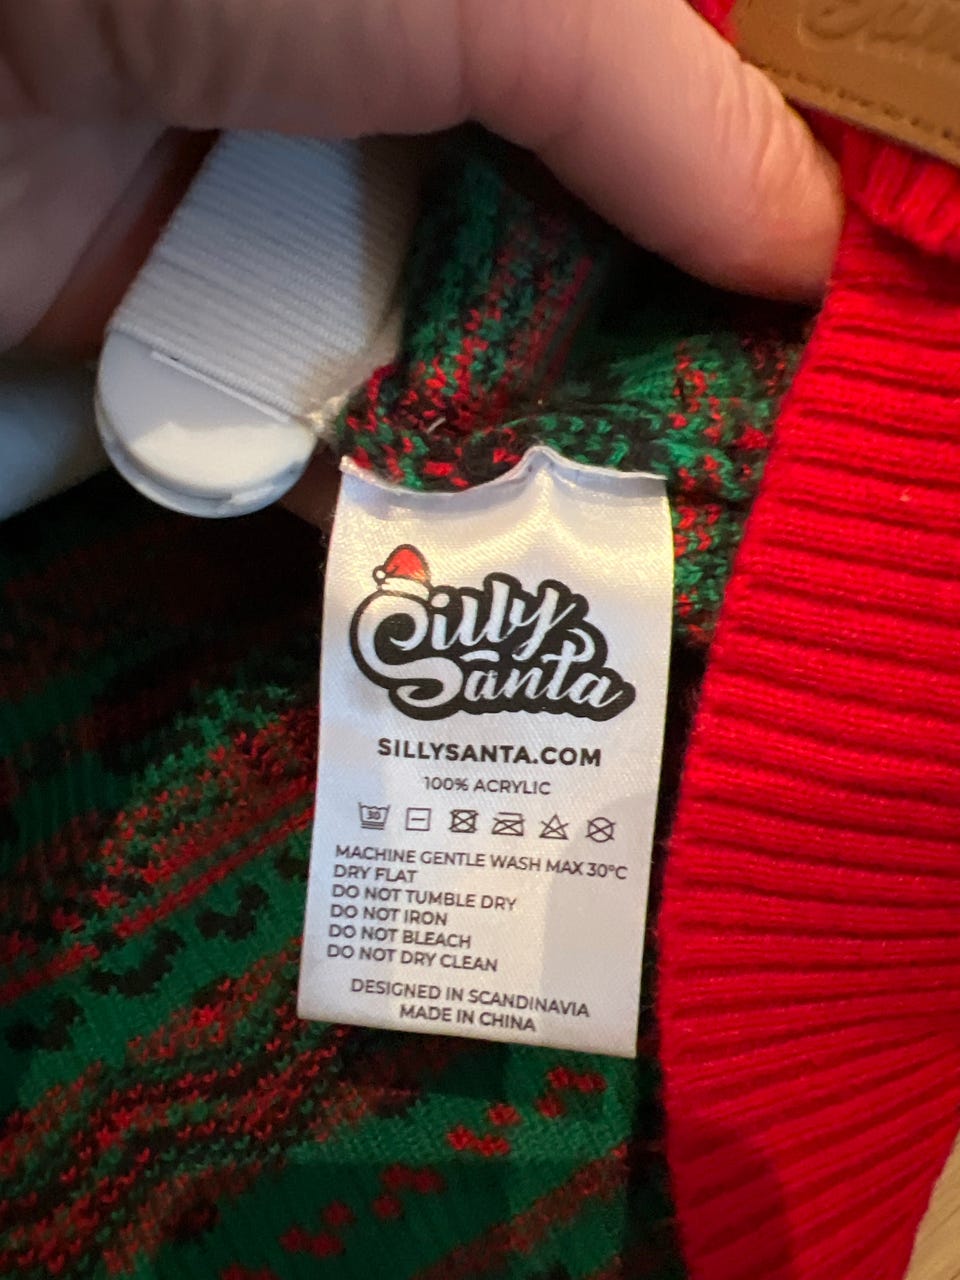 Silly
Santa
SILLYSANTA.COM
100% ACRYLIC
30
MACHINE GENTLE WASH MAX 30°C
DRY FLAT
DO NOT TUMBLE DRY
DO NOT IRON
DO NOT BLEACH
DO NOT DRY CLEAN
DESIGNED IN SCANDINAVIA
MADE IN CHINA